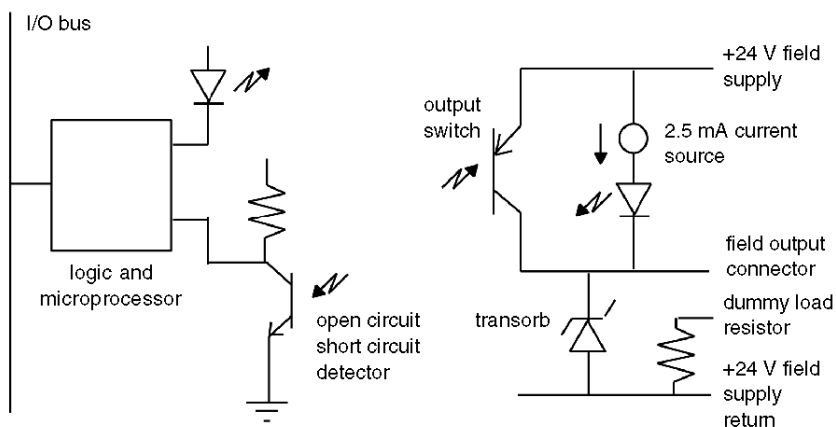 I/O bus
logic and
microprocessor
open circuit
short circuit
detector
output
switch
+24 V field
supply
2.5 mA current
source
field output
connector
transorb
dummy load
resistor
+24 V field
supply
return